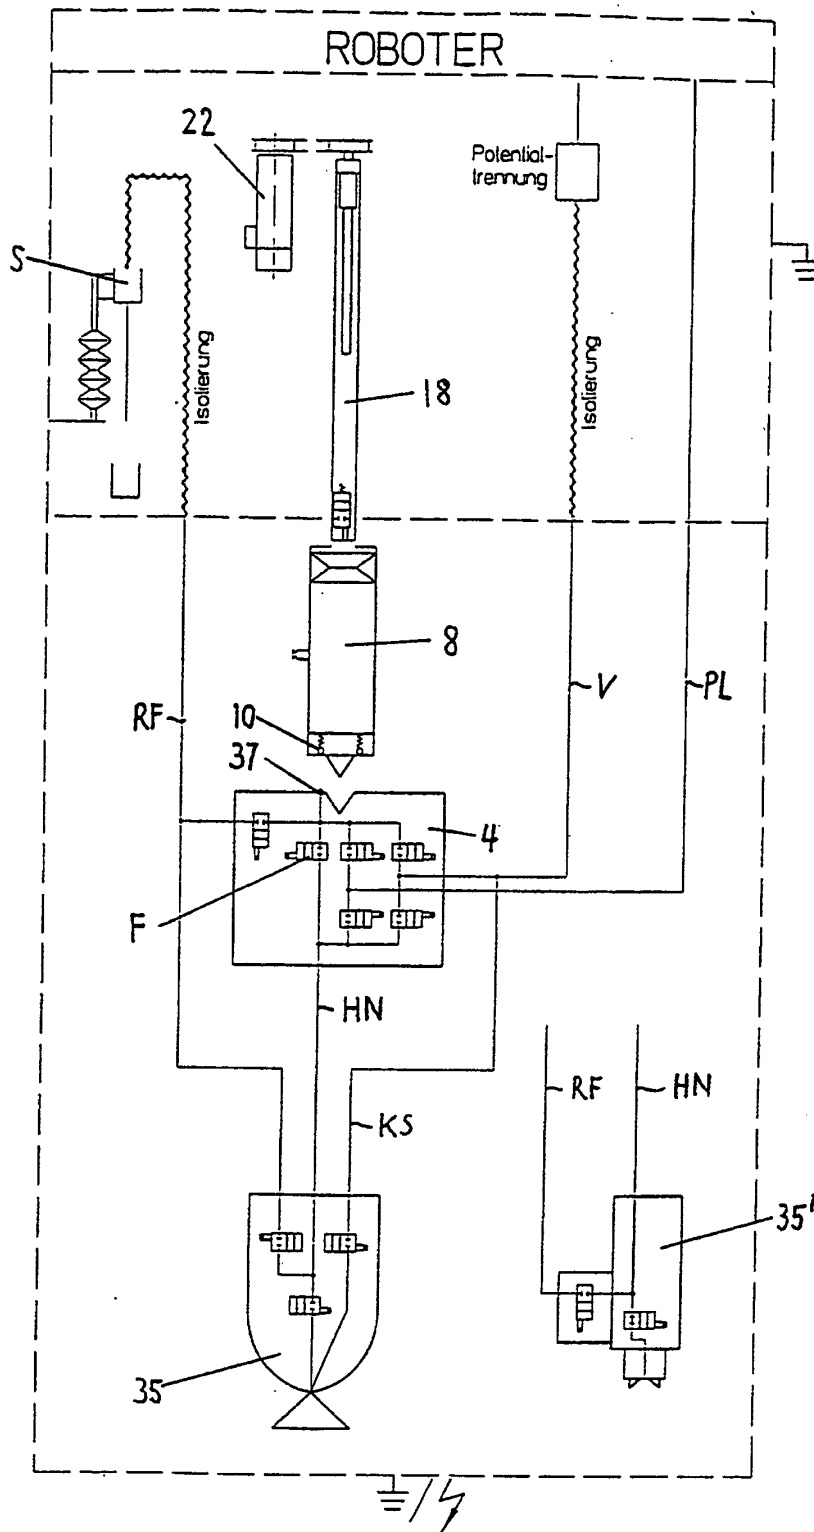 ROBOTER
22
Potential-
trennung
S
Isolierung
Isolierung
18
8
V
PL
RF
10
37
4
F
HN
RF
HN
KS
35'
35